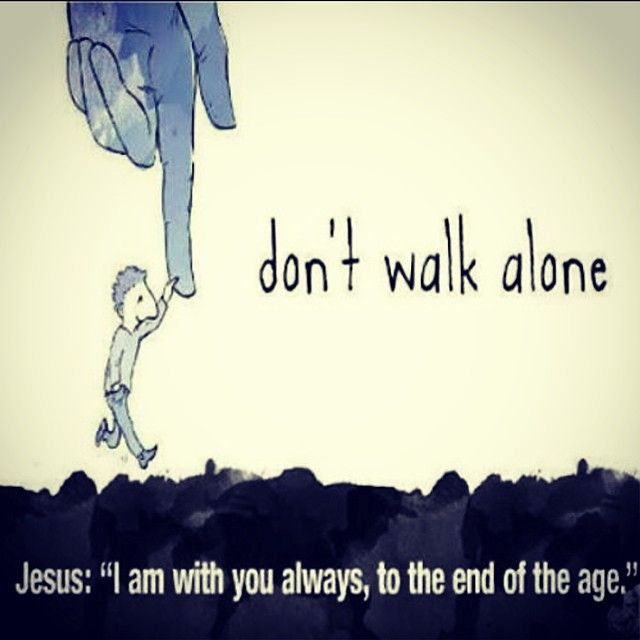 don't walk alone
Jesus: “I am with you always, to the end of the age.”